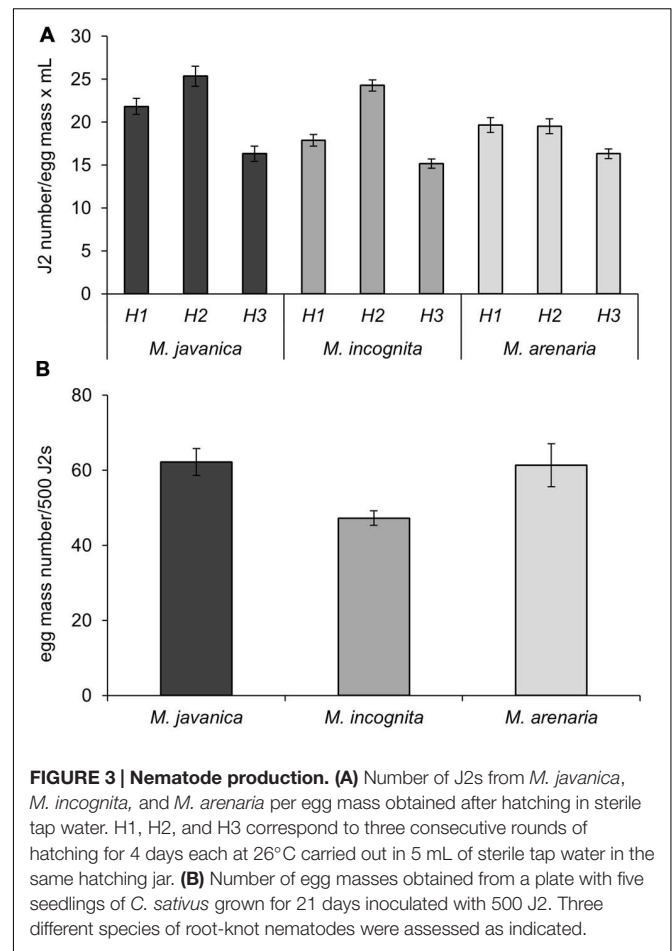 A
J2 number/egg mass x mL
30
25
20
15
10
5
0
H1 H2 H3 H1 H2 H3 H1 H2 H3
M. javanica M. incognita M. arenaria
B
egg mass number/500 J2s
80
60
40
20
0
M. javanica M. incognita M. arenaria
FIGURE 3 | Nematode production. (A) Number of J2s from M. javanica,
M. incognita, and M. arenaria per egg mass obtained after hatching in sterile
tap water. H1, H2, and H3 correspond to three consecutive rounds of
hatching for 4 days each at 26°C carried out in 5 mL of sterile tap water in the
same hatching jar. (B) Number of egg masses obtained from a plate with five
seedlings of C. sativus grown for 21 days inoculated with 500 J2. Three
different species of root-knot nematodes were assessed as indicated.